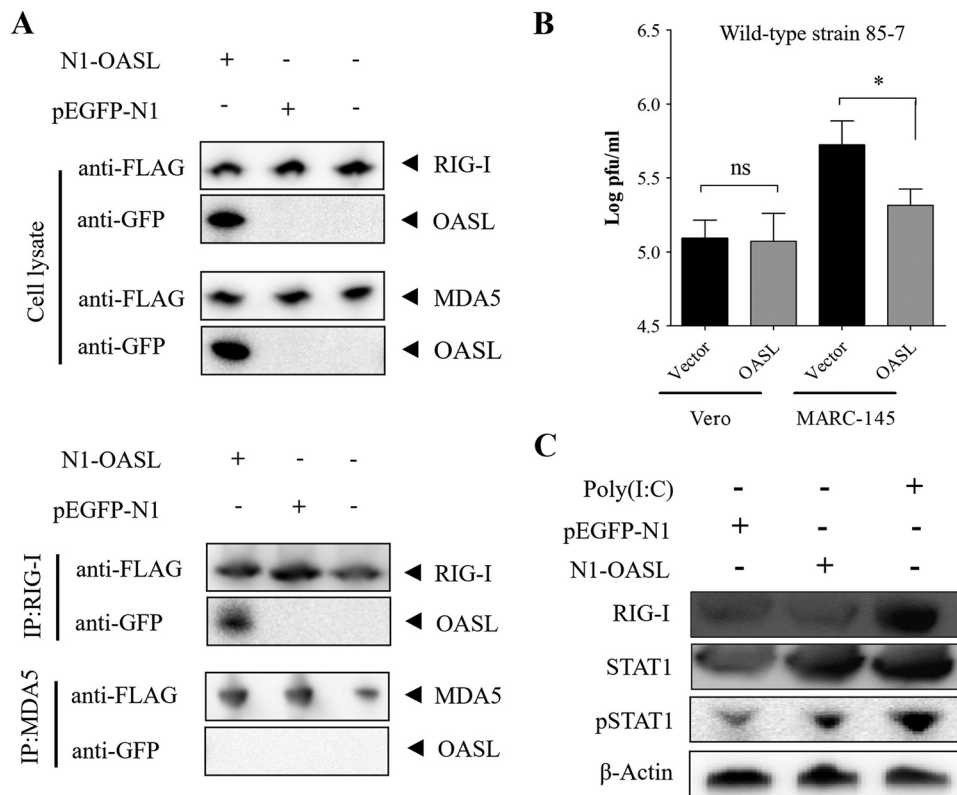 A
N1-OASL + - -
pEGFP-N1 - + -
Cell lysate
anti-FLAG ◄ RIG-I
anti-GFP ◄ OASL
anti-FLAG ◄ MDA5
anti-GFP ◄ OASL
N1-OASL + - -
pEGFP-N1 - + -
IP:RIG-I
anti-FLAG ◄ RIG-I
anti-GFP ◄ OASL
IP:MDA5
anti-FLAG ◄ MDA5
anti-GFP ◄ OASL
B
Wild-type strain 85-7
Log pfu/ml
6.5
6.0
5.5
5.0
4.5
ns
*
Vector OASL Vector OASL
Vero MARC-145
C
Poly(I:C) - - +
pEGFP-N1 + - -
N1-OASL - + -
RIG-I
STAT1
pSTAT1
β-Actin